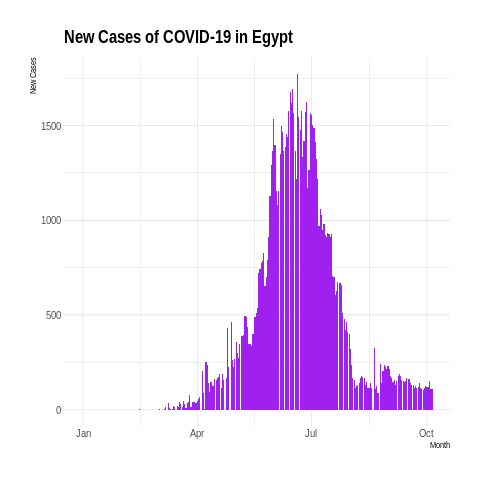 New Cases of COVID-19 in Egypt
New Cases
1500
1000
500
0
Jan Apr Jul Oct
Month